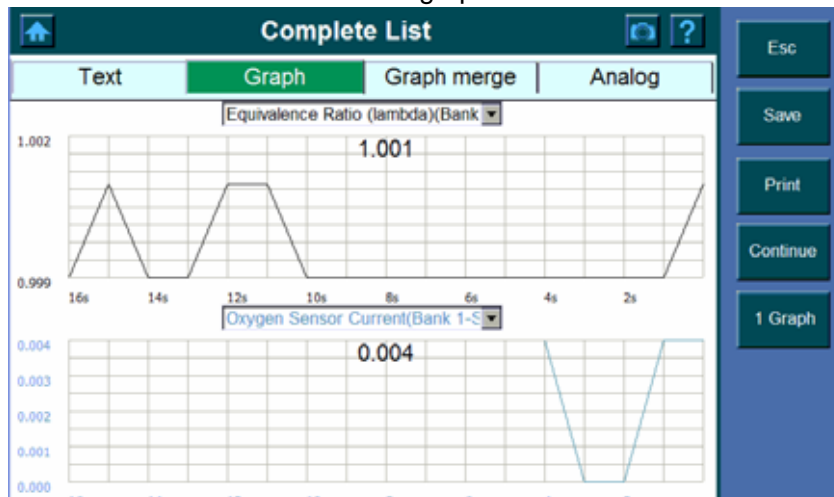 Complete List
?
Esc
Text
Graph
Graph merge
Analog
Equivalence Ratio (lambda)(Bank
Save
1.002
1.001
Print
Continue
0.999
16s
14s
12s
10s
8s
6s
4s
2s
Oxygen Sensor Current(Bank 1-S
1 Graph
0.004
0.004
0.003
0.002
0.001
0.000